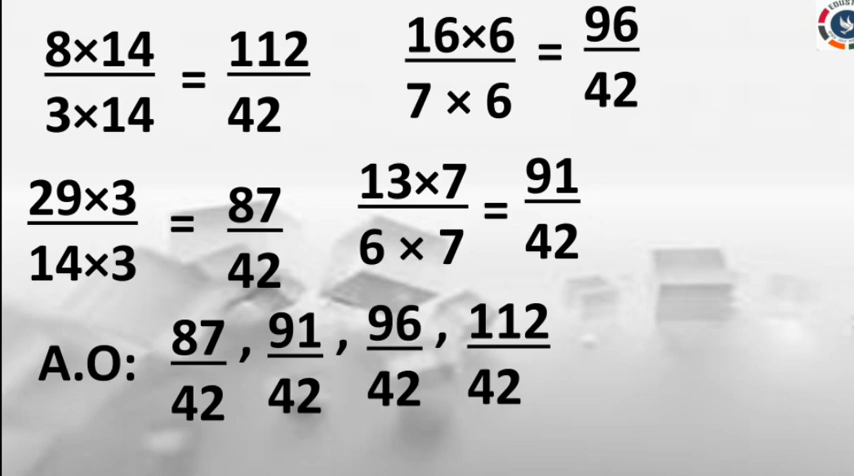 8×14/3×14 = 112/42
16×6/7 × 6 = 96/42
29×3/14×3 = 87/42
13×7/6 × 7 = 91/42
A.O: 87/42 , 91/42 , 96/42 , 112/42